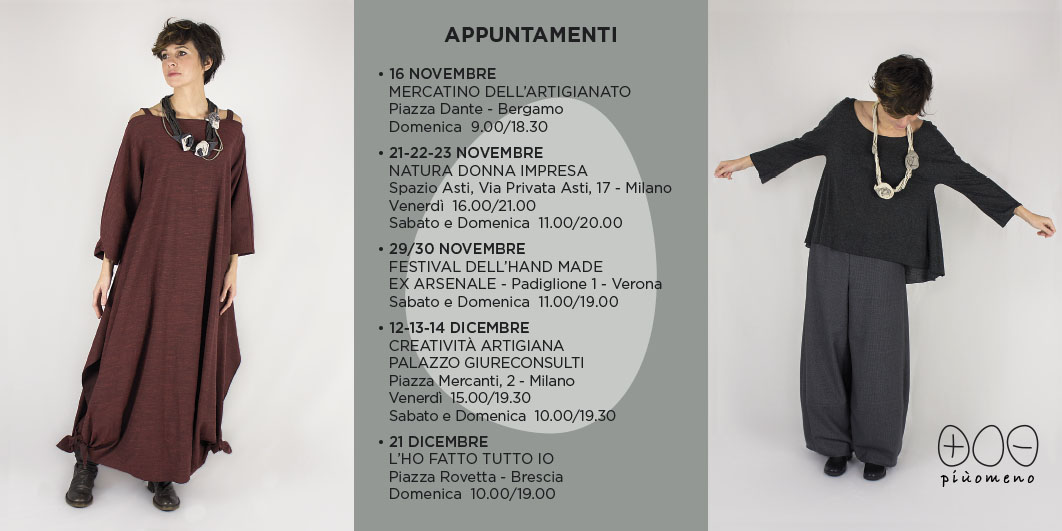 APPUNTAMENTI
• 16 NOVEMBRE
MERCATINO DELL'ARTIGIANATO
Piazza Dante - Bergamo
Domenica 9.00/18.30
• 21-22-23 NOVEMBRE
NATURA DONNA IMPRESA
Spazio Asti, Via Privata Asti, 17 - Milano
Venerdì 16.00/21.00
Sabato e Domenica 11.00/20.00
• 29/30 NOVEMBRE
FESTIVAL DELL'HAND MADE
EX ARSENALE - Padiglione 1 - Verona
Sabato e Domenica 11.00/19.00
• 12-13-14 DICEMBRE
CREATIVITÀ ARTIGIANA
PALAZZO GIURECONSULTI
Piazza Mercanti, 2 - Milano
Venerdì 15.00/19.30
Sabato e Domenica 10.00/19.30
• 21 DICEMBRE
L'HO FATTO TUTTO IO
Piazza Rovetta - Brescia
Domenica 10.00/19.00
piùomeno